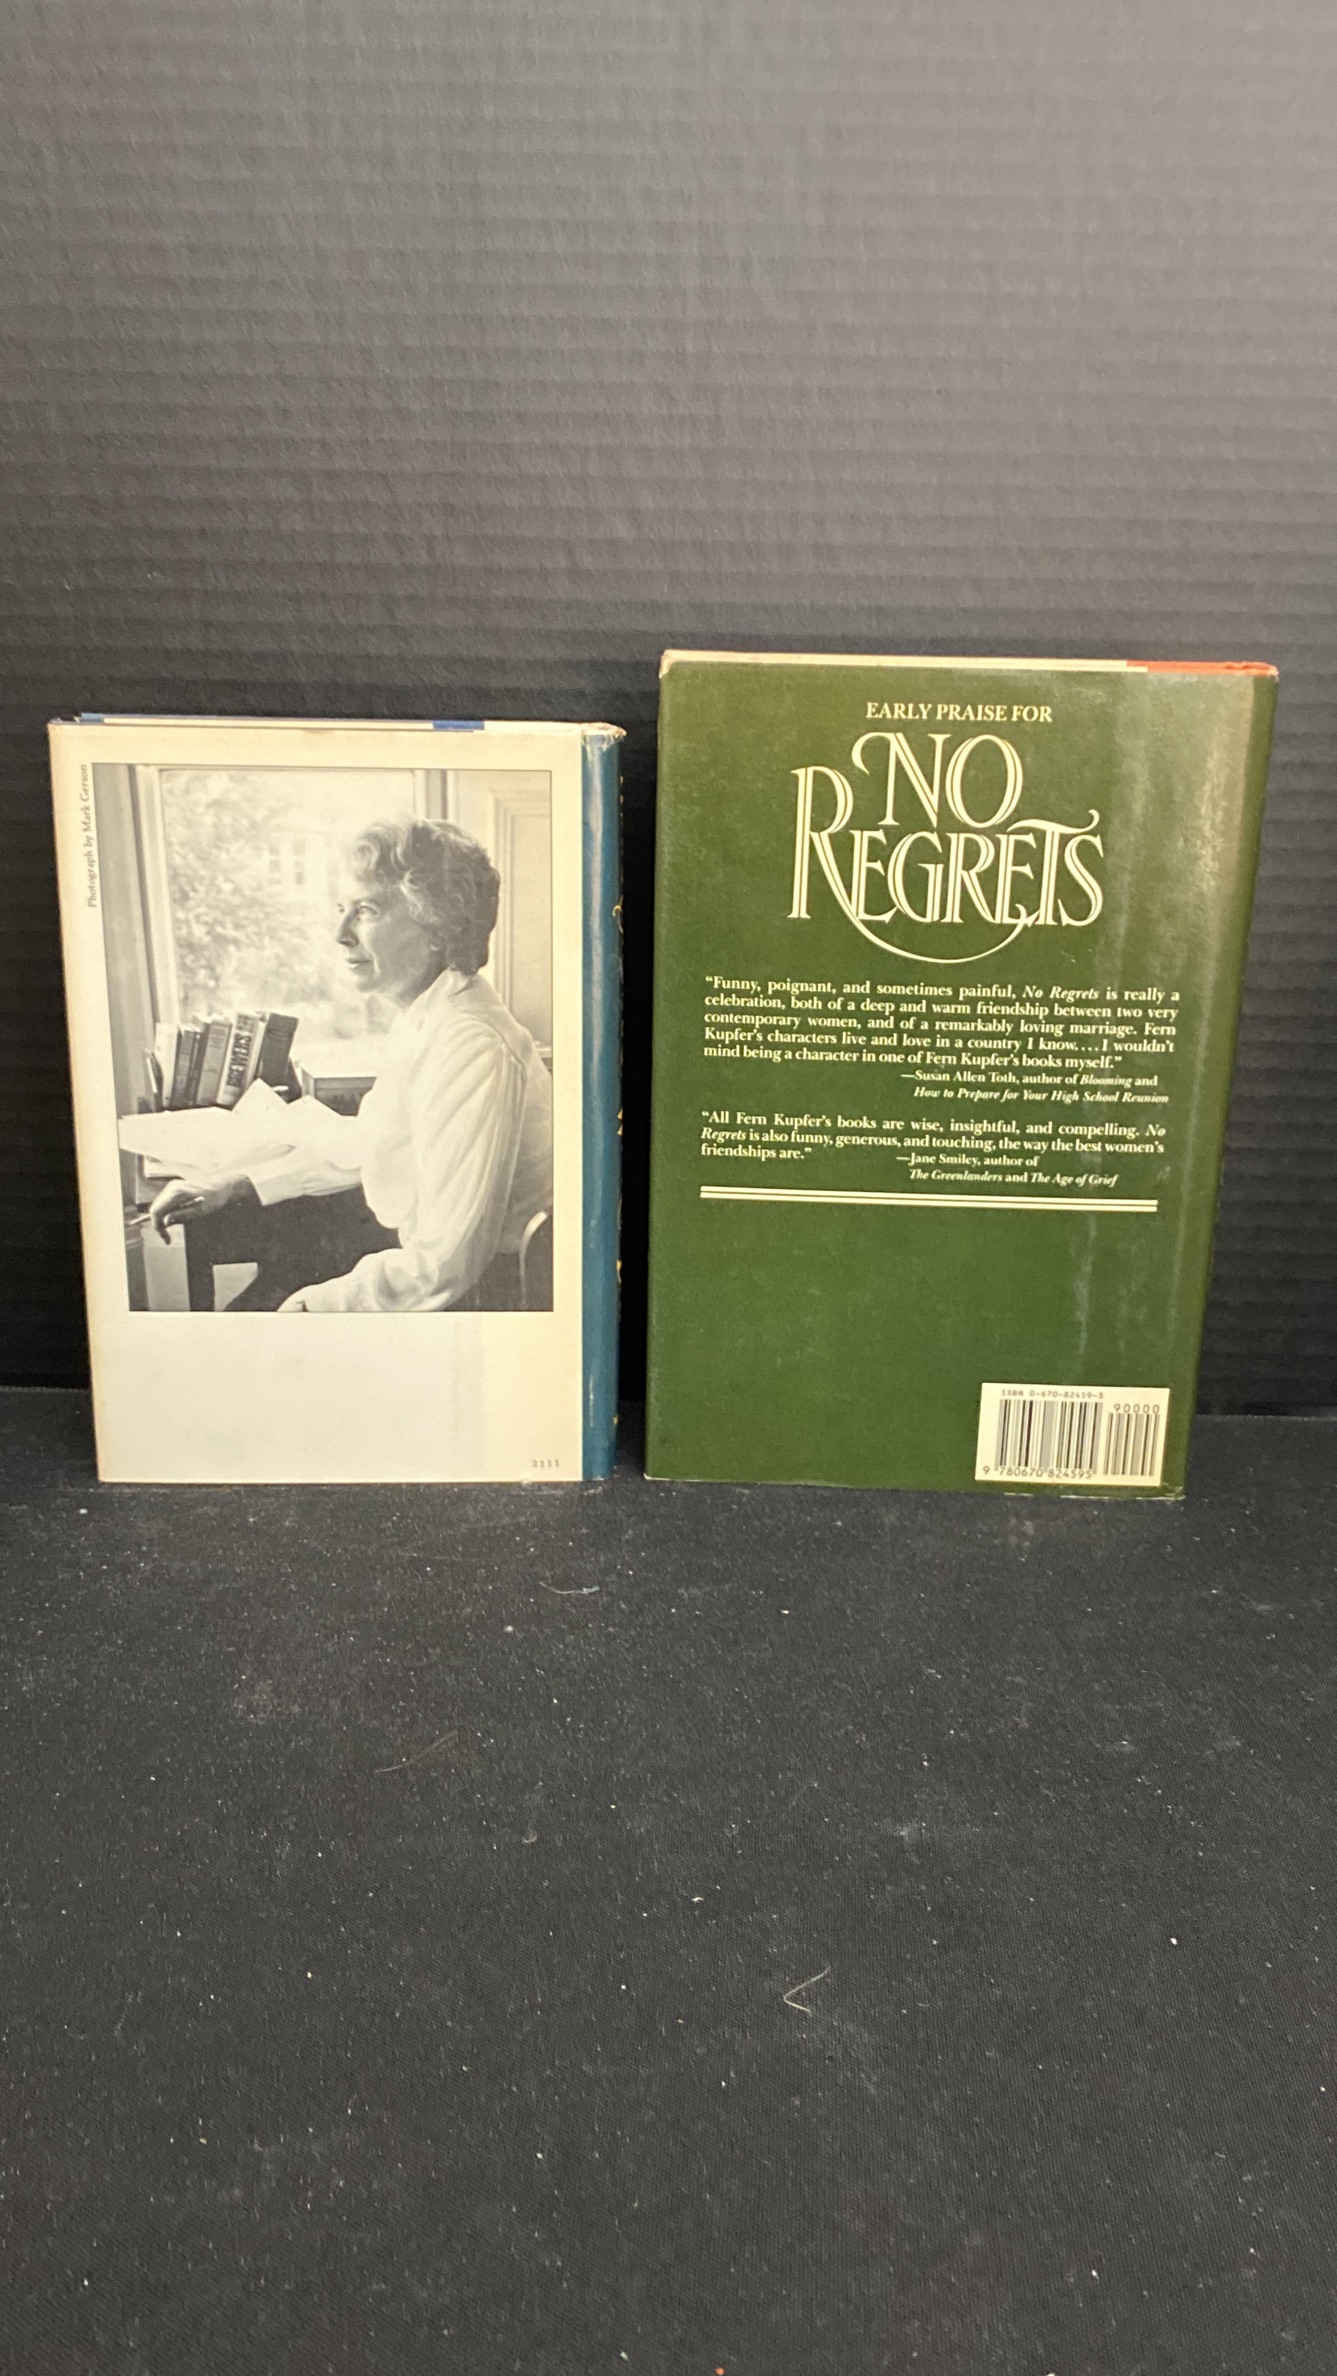 Photograph by Mark Gerson
BREWER'S
2111
EARLY PRAISE FOR
NO
REGRETS
“Funny, poignant, and sometimes painful, No Regrets is really a
celebration, both of a deep and warm friendship between two very
contemporary women, and of a remarkably loving marriage. Fern
Kupfer’s characters live and love in a country I know.... I wouldn’t
mind being a character in one of Fern Kupfer’s books myself.”
—Susan Allen Toth, author of Blooming and
How to Prepare for Your High School Reunion
“All Fern Kupfer’s books are wise, insightful, and compelling. No
Regrets is also funny, generous, and touching, the way the best women’s
friendships are.” —Jane Smiley, author of
The Greenlanders and The Age of Grief
ISBN 0-670-82459-3
90000
9 780670 824595